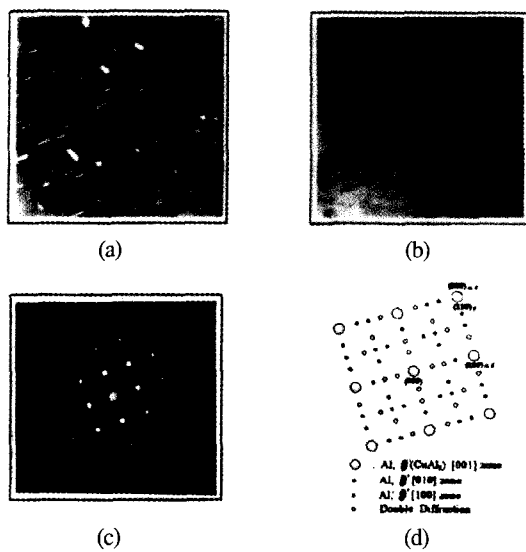 (a)
(b)
(c)
(d)
Al, θ'(CuAl₂) [001] zone
Al, θ' [010] zone
Al, θ' [100] zone
Double Diffraction